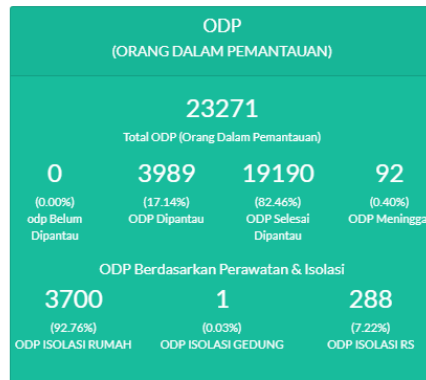 ODP
(ORANG DALAM PEMANTAUAN)
23271
Total ODP (Orang Dalam Pemantauan)
0 3989 19190 92
(0.00%) (17.14%) (82.46%) (0.40%)
odp Belum ODP Dipantau ODP Selesai ODP Meningga
Dipantau Dipantau
ODP Berdasarkan Perawatan & Isolasi
3700 1 288
(92.76%) (0.03%) (7.22%)
ODP ISOLASI RUMAH ODP ISOLASI GEDUNG ODP ISOLASI RS